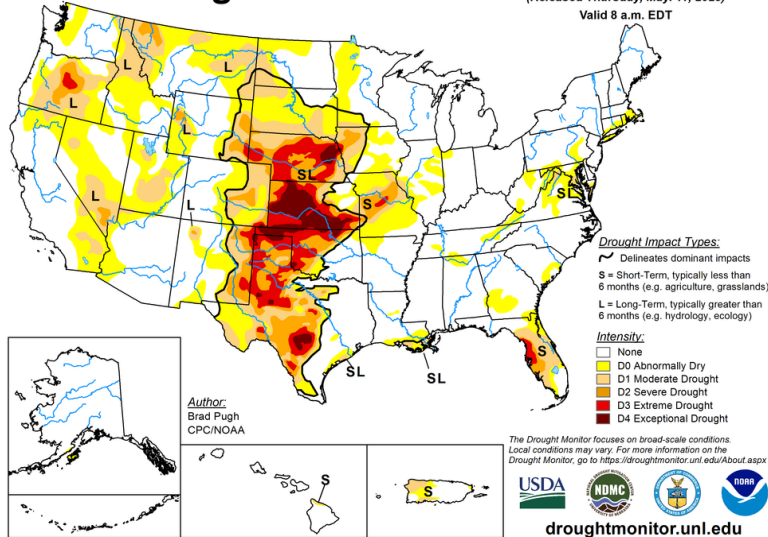 Valid 8 a.m. EDT
L
L
L
L
L
L
SL
S
SL
S
SL
SL
Drought Impact Types:
Delineates dominant impacts
S = Short-Term, typically less than
6 months (e.g. agriculture, grasslands)
L = Long-Term, typically greater than
6 months (e.g. hydrology, ecology)
Intensity:
None
D0 Abnormally Dry
D1 Moderate Drought
D2 Severe Drought
D3 Extreme Drought
D4 Exceptional Drought
Author:
Brad Pugh
CPC/NOAA
S
S
The Drought Monitor focuses on broad-scale conditions.
Local conditions may vary. For more information on the
Drought Monitor, go to https://droughtmonitor.unl.edu/About.aspx
USDA
NDMC
NOAA
droughtmonitor.unl.edu